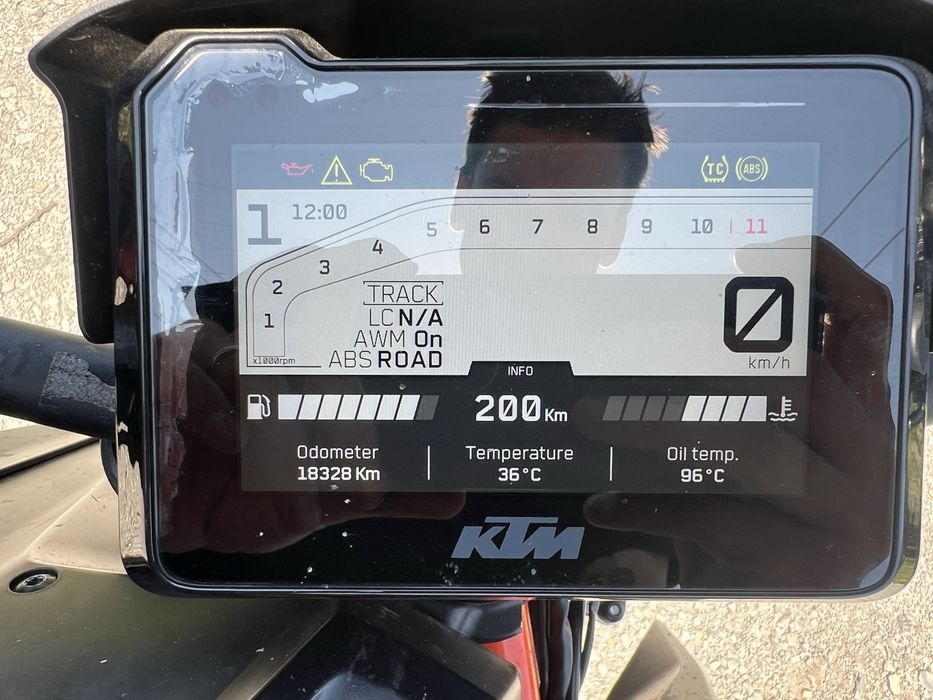 TC ABS
1 12:00
1 2 3 4 5 6 7 8 9 10 11
x1000rpm
TRACK
LC N/A
AWM On
ABS ROAD
0
km/h
INFO
200 Km
Odometer Temperature Oil temp.
18328 Km 36°C 96°C
KTM